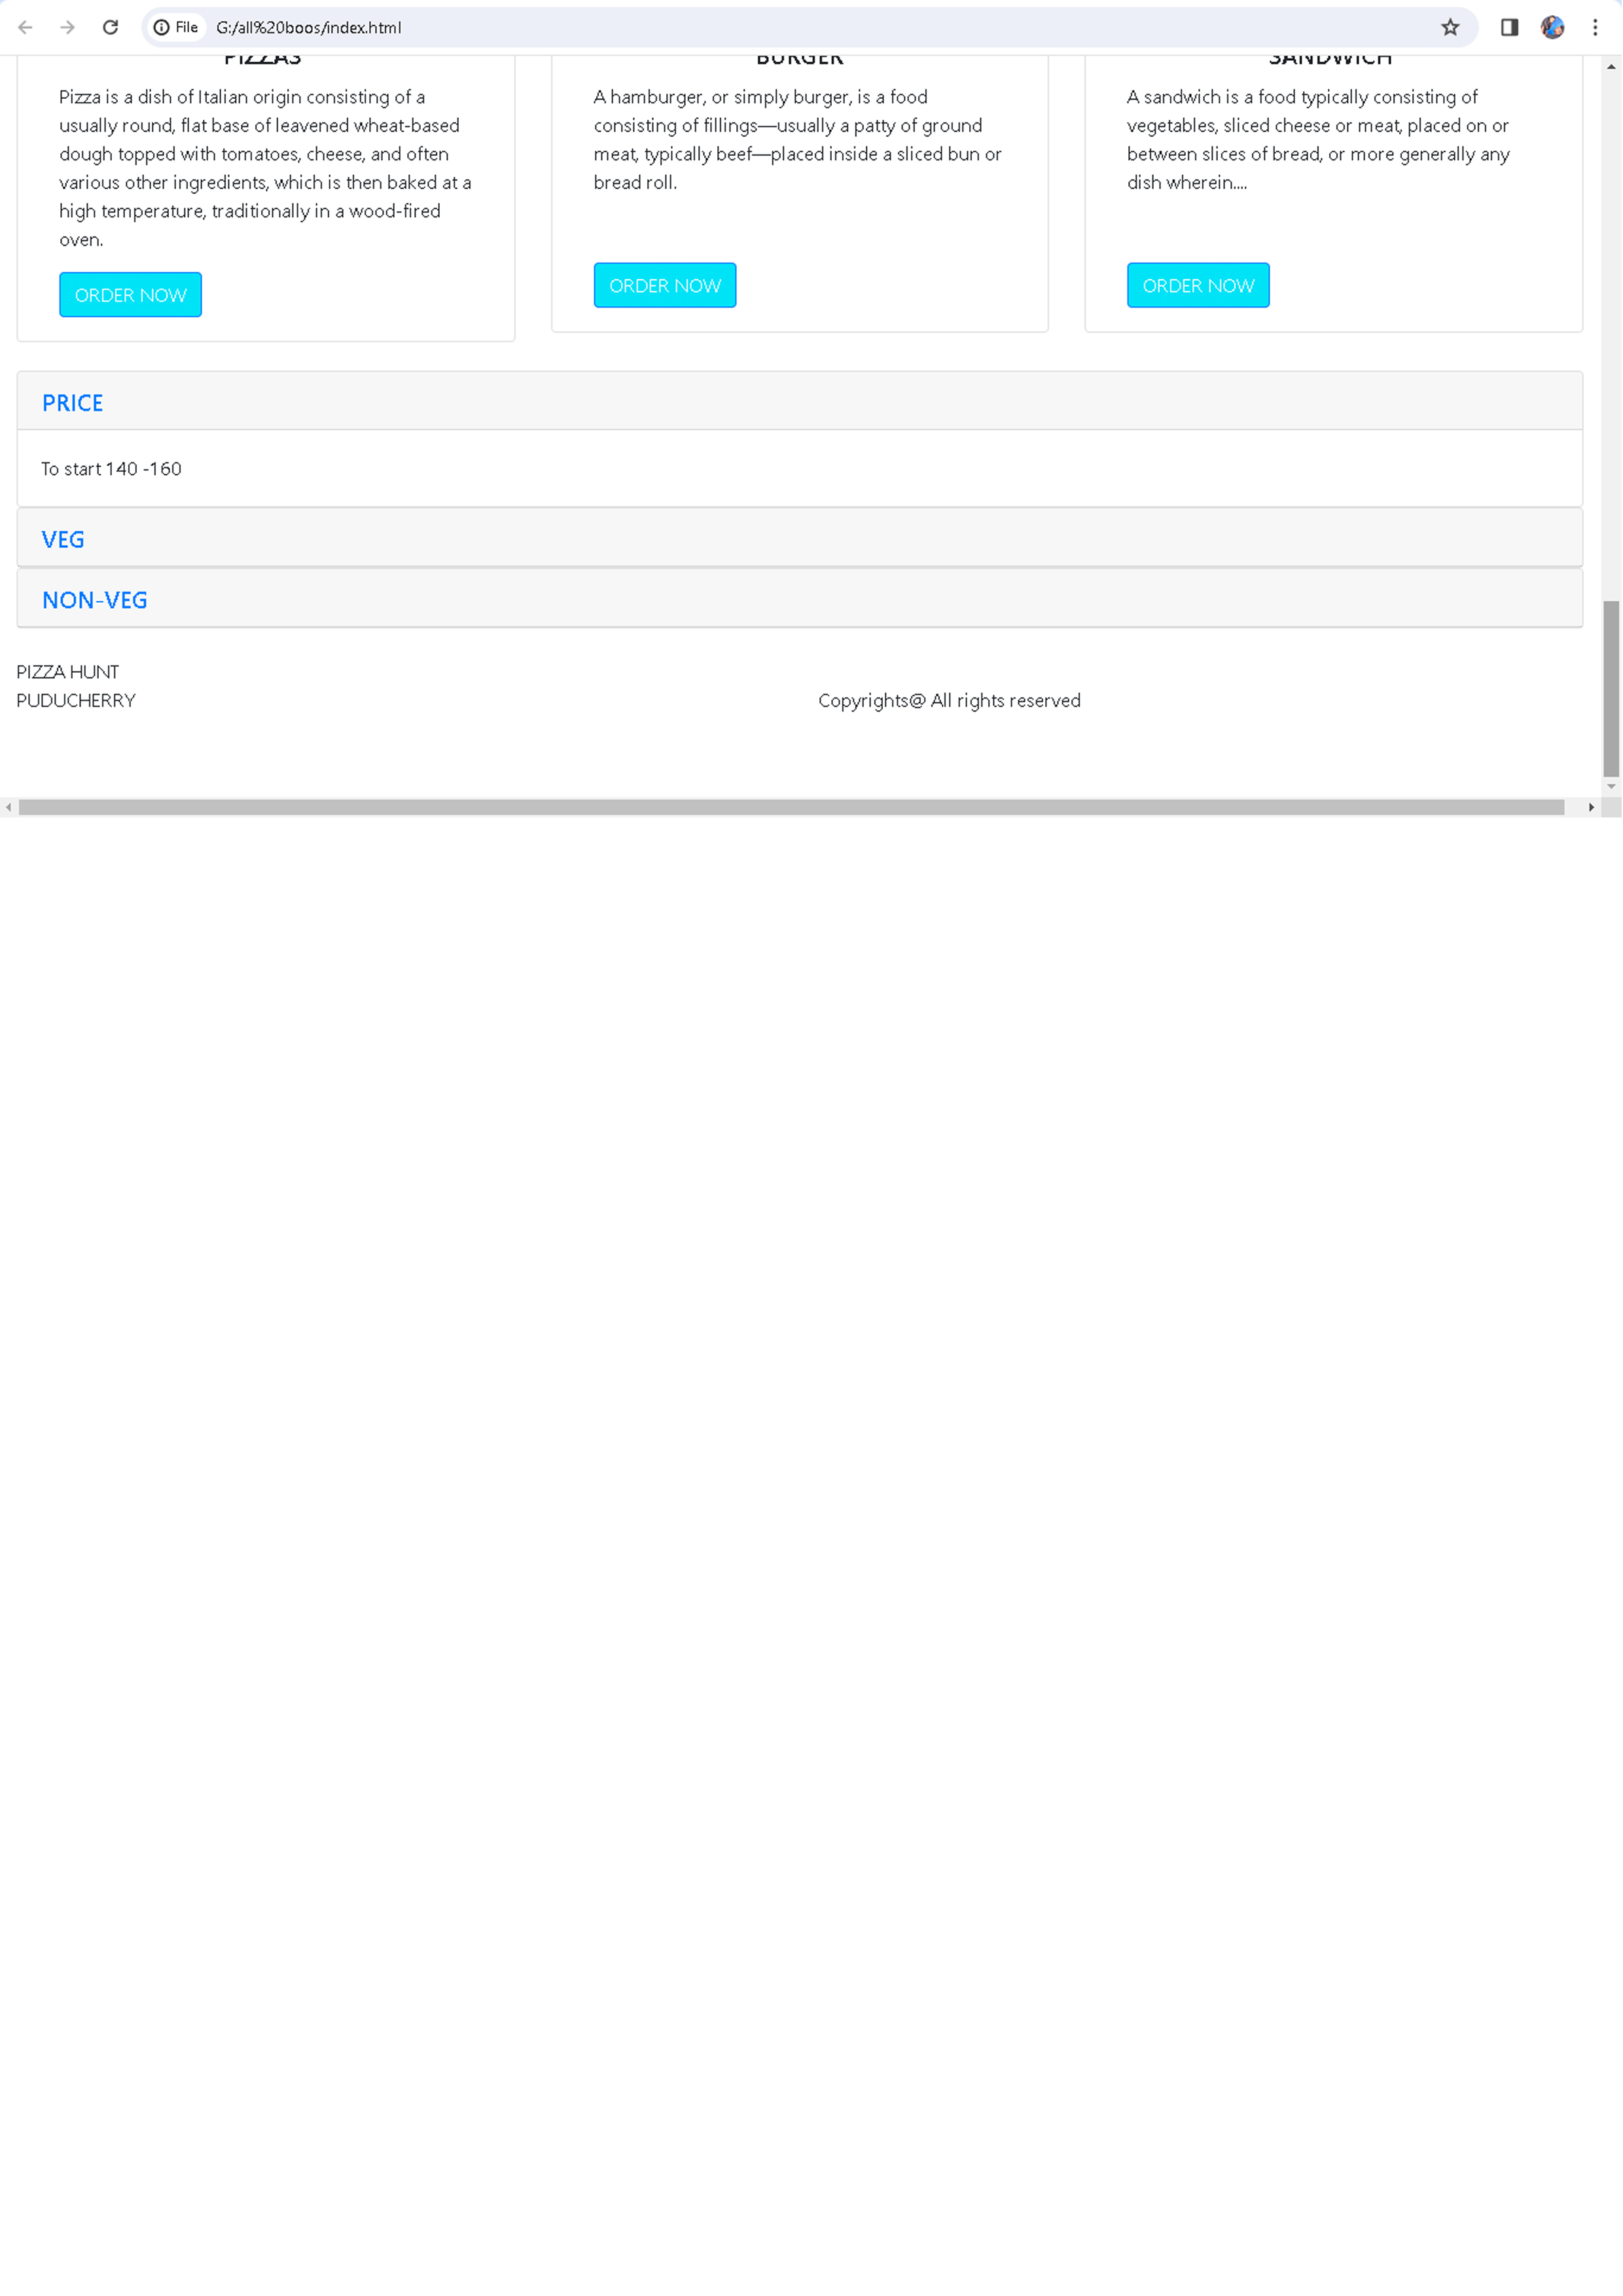 File G:/all%20boos/index.html
PIZZAS
Pizza is a dish of Italian origin consisting of a
usually round, flat base of leavened wheat-based
dough topped with tomatoes, cheese, and often
various other ingredients, which is then baked at a
high temperature, traditionally in a wood-fired
oven.
ORDER NOW
BURGER
A hamburger, or simply burger, is a food
consisting of fillings—usually a patty of ground
meat, typically beef—placed inside a sliced bun or
bread roll.
ORDER NOW
SANDWICH
A sandwich is a food typically consisting of
vegetables, sliced cheese or meat, placed on or
between slices of bread, or more generally any
dish wherein....
ORDER NOW
PRICE
To start 140 -160
VEG
NON-VEG
PIZZA HUNT
PUDUCHERRY
Copyrights@ All rights reserved